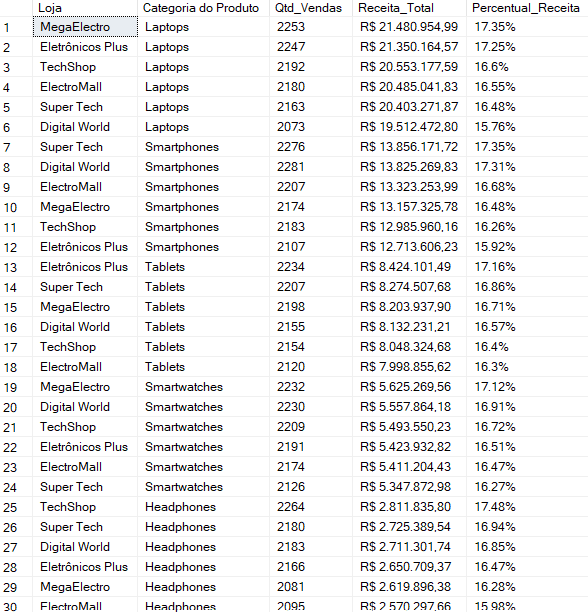 Loja Categoria do Produto Qtd_Vendas Receita_Total Percentual_Receita
1 MegaElectro Laptops 2253 R$ 21.480.954,99 17.35%
2 Eletrônicos Plus Laptops 2247 R$ 21.350.164,57 17.25%
3 TechShop Laptops 2192 R$ 20.553.177,59 16.6%
4 ElectroMall Laptops 2180 R$ 20.485.041,83 16.55%
5 Super Tech Laptops 2163 R$ 20.403.271,87 16.48%
6 Digital World Laptops 2073 R$ 19.512.472,80 15.76%
7 Super Tech Smartphones 2276 R$ 13.856.171,72 17.35%
8 Digital World Smartphones 2281 R$ 13.825.269,83 17.31%
9 ElectroMall Smartphones 2207 R$ 13.323.253,99 16.68%
10 MegaElectro Smartphones 2174 R$ 13.157.325,78 16.48%
11 TechShop Smartphones 2183 R$ 12.985.960,16 16.26%
12 Eletrônicos Plus Smartphones 2107 R$ 12.713.606,23 15.92%
13 Eletrônicos Plus Tablets 2234 R$ 8.424.101,49 17.16%
14 Super Tech Tablets 2207 R$ 8.274.507,68 16.86%
15 MegaElectro Tablets 2198 R$ 8.203.937,90 16.71%
16 Digital World Tablets 2155 R$ 8.132.231,21 16.57%
17 TechShop Tablets 2154 R$ 8.048.324,68 16.4%
18 ElectroMall Tablets 2120 R$ 7.998.855,62 16.3%
19 MegaElectro Smartwatches 2232 R$ 5.625.269,56 17.12%
20 Digital World Smartwatches 2230 R$ 5.557.864,18 16.91%
21 TechShop Smartwatches 2209 R$ 5.493.550,23 16.72%
22 Eletrônicos Plus Smartwatches 2191 R$ 5.423.932,82 16.51%
23 ElectroMall Smartwatches 2174 R$ 5.411.204,43 16.47%
24 Super Tech Smartwatches 2126 R$ 5.347.872,98 16.27%
25 TechShop Headphones 2264 R$ 2.811.835,80 17.48%
26 Super Tech Headphones 2180 R$ 2.725.389,54 16.94%
27 Digital World Headphones 2183 R$ 2.711.301,74 16.85%
28 Eletrônicos Plus Headphones 2166 R$ 2.650.709,37 16.47%
29 MegaElectro Headphones 2081 R$ 2.619.896,38 16.28%
30 ElectroMall Headphones 2095 R$ 2.570.297,66 15.98%